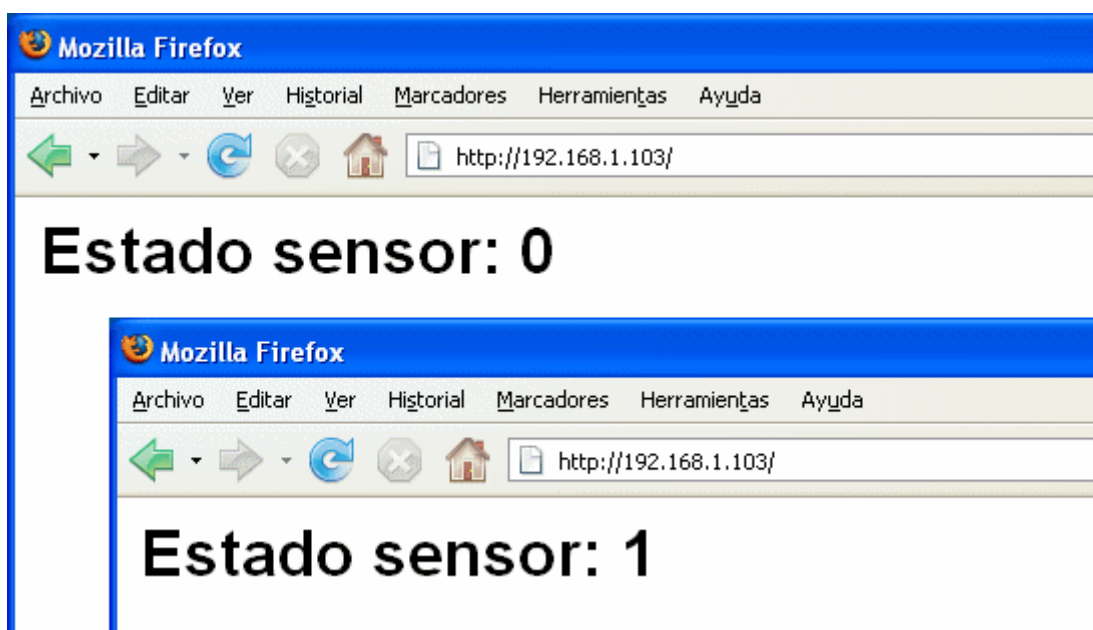 Mozilla Firefox
Archivo Editar Ver Historial Marcadores Herramientas Ayuda
http://192.168.1.103/
Estado sensor: 0
Mozilla Firefox
Archivo Editar Ver Historial Marcadores Herramientas Ayuda
http://192.168.1.103/
Estado sensor: 1